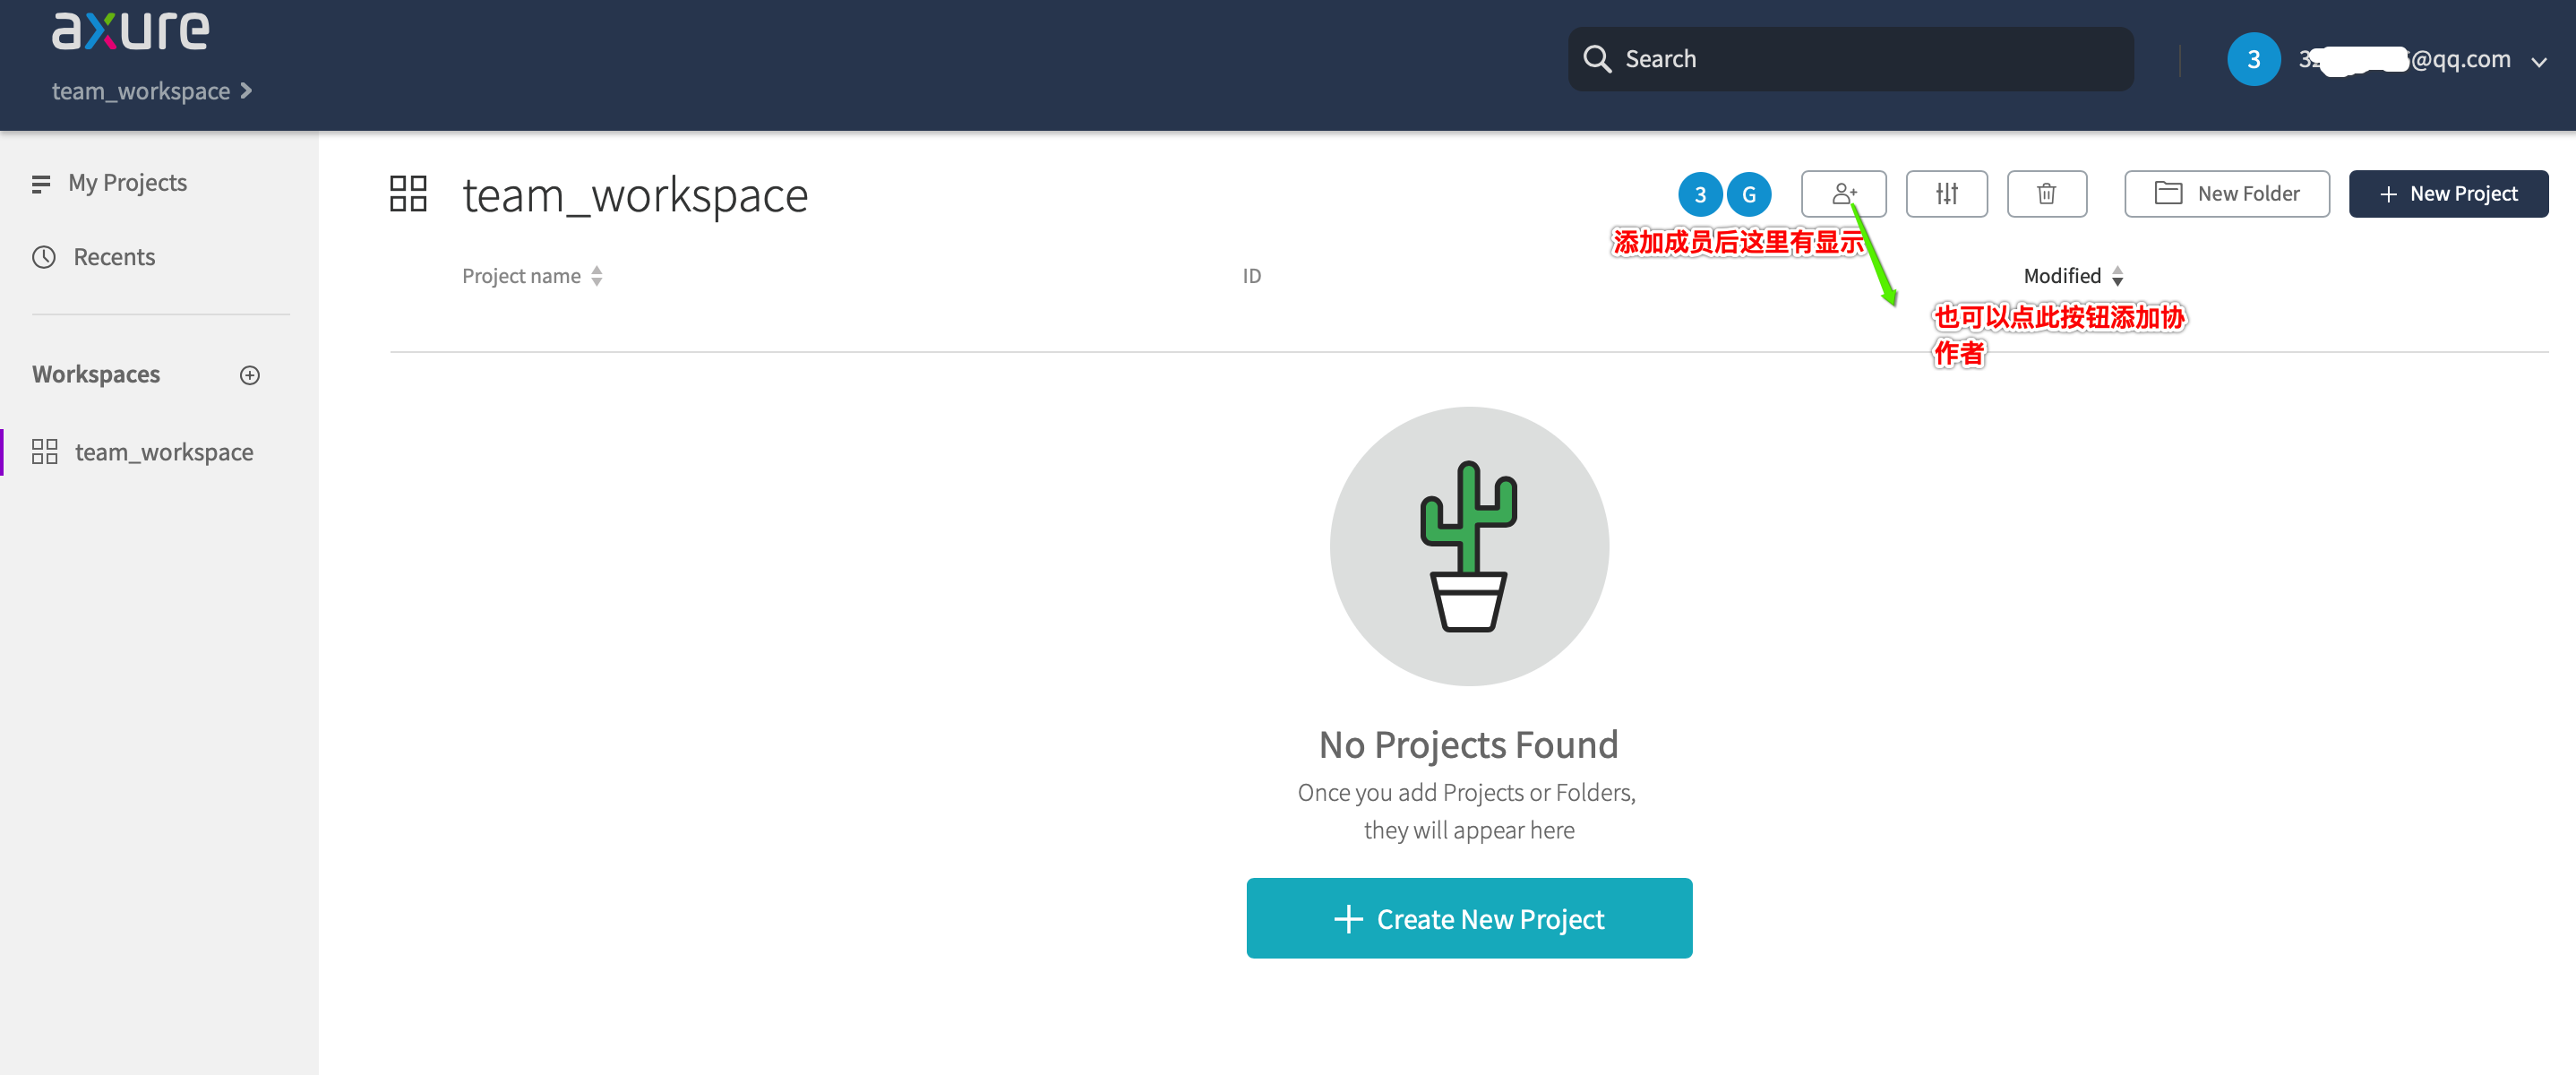 axure
team_workspace
Search
3
@qq.com
My Projects
Recents
Workspaces
team_workspace
team_workspace
3 G
New Folder
New Project
添加成员后这里有显示
Project name
ID
Modified
也可以点此按钮添加协
作者
No Projects Found
Once you add Projects or Folders,
they will appear here
Create New Project